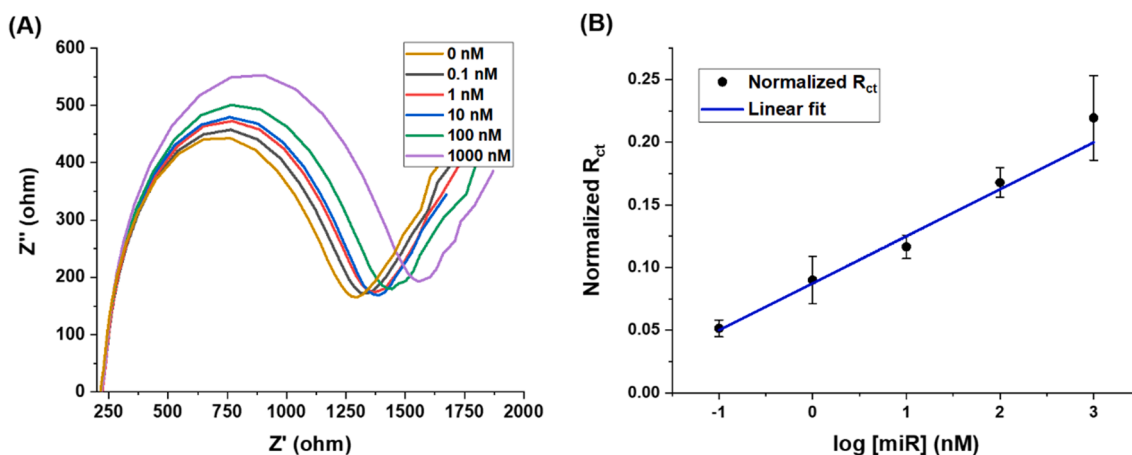 (A)
600
500
400
300
200
100
0
Z'' (ohm)
250 500 750 1000 1250 1500 1750 2000
Z' (ohm)
0 nM
0.1 nM
1 nM
10 nM
100 nM
1000 nM
(B)
0.25
0.20
0.15
0.10
0.05
0.00
Normalized Rct
-1 0 1 2 3
log [miR] (nM)
Normalized Rct
Linear fit